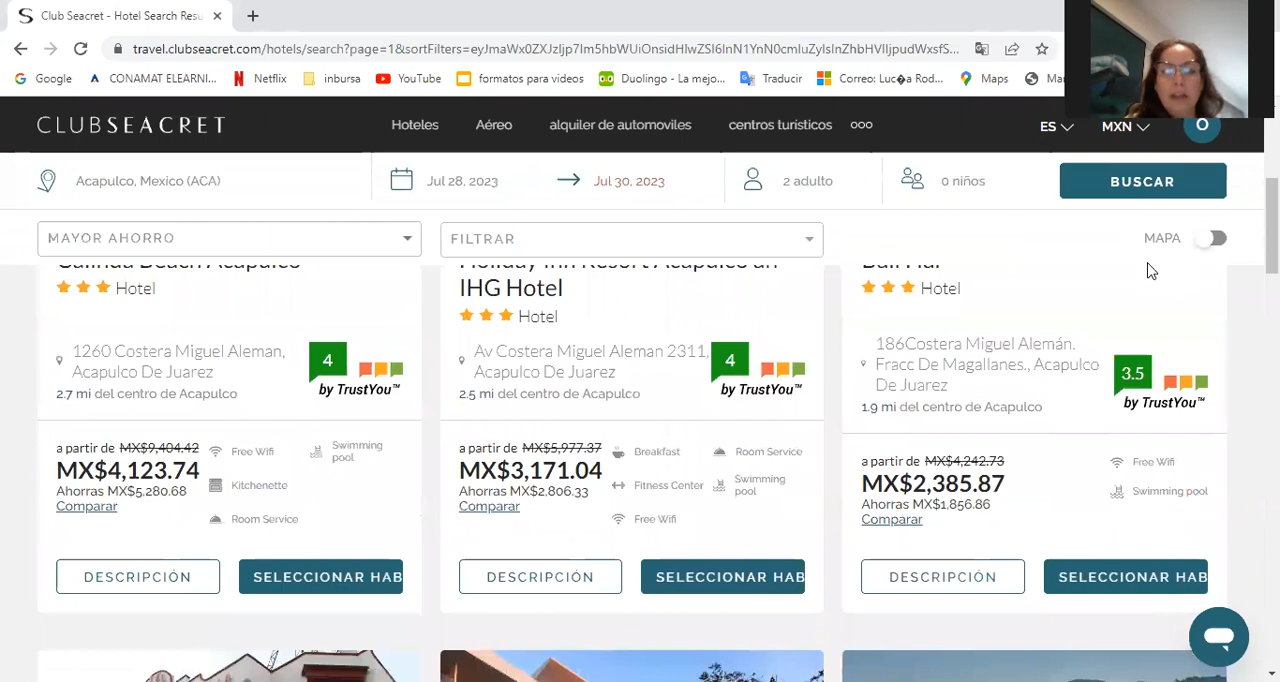 Club Seacret - Hotel Search Resu
travel.clubseacret.com/hotels/search?page=1&sortFilters=
Google
CONAMAT ELEARNI...
Netflix
inbursa
YouTube
formatos para videos
Duolingo - La mejo...
Traducir
Correo: Luc�a Rod...
Maps
CLUBSEACRET
Hoteles
Aéreo
alquiler de automoviles
centros turísticos
ES
MXN
O
Acapulco, Mexico (ACA)
Jul 28, 2023
Jul 30, 2023
2 adulto
0 niños
BUSCAR
MAYOR AHORRO
FILTRAR
MAPA
Hotel
1260 Costera Miguel Aleman,
Acapulco De Juarez
2.7 mi del centro de Acapulco
4
by TrustYou™
a partir de MX$9,404.42
MX$4,123.74
Ahorras MX$5,280.68
Comparar
Free Wifi
Swimming
pool
Kitchenette
Room Service
DESCRIPCIÓN
SELECCIONAR HAB
Holiday Inn Resort Acapulco an
IHG Hotel
Hotel
Av Costera Miguel Aleman 2311,
Acapulco De Juarez
2.5 mi del centro de Acapulco
4
by TrustYou™
a partir de MX$5,977.37
MX$3,171.04
Ahorras MX$2,806.33
Comparar
Breakfast
Room Service
Fitness Center
Swimming
pool
Free Wifi
DESCRIPCIÓN
SELECCIONAR HAB
Hotel
186Costera Miguel Alemán.
Fracc De Magallanes., Acapulco
De Juarez
1.9 mi del centro de Acapulco
3.5
by TrustYou™
a partir de MX$4,242.73
MX$2,385.87
Ahorras MX$1,856.86
Comparar
Free Wifi
Swimming pool
DESCRIPCIÓN
SELECCIONAR HAB